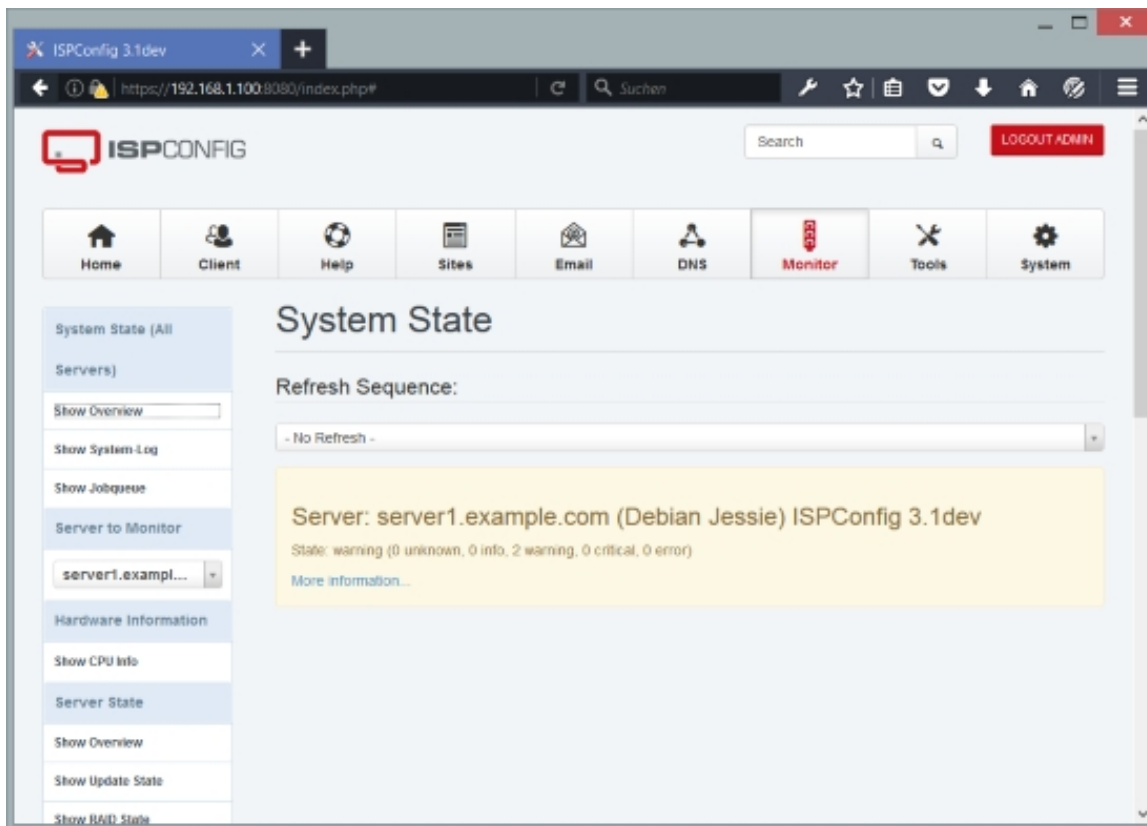 ISPConfig 3.1dev
https://192.168.1.100:8080/index.php#
Suchen
ISPCONFIG
Search
LOGOUT ADMIN
Home
Client
Help
Sites
Email
DNS
Monitor
Tools
System
System State (All
Servers)
Show Overview
Show System-Log
Show Jobqueue
Server to Monitor
server1.exampl...
Hardware Information
Show CPU Info
Server State
Show Overview
Show Update State
Show RAID State
System State
Refresh Sequence:
- No Refresh -
Server: server1.example.com (Debian Jessie) ISPConfig 3.1dev
State: warning (0 unknown, 0 info, 2 warning, 0 critical, 0 error)
More information...